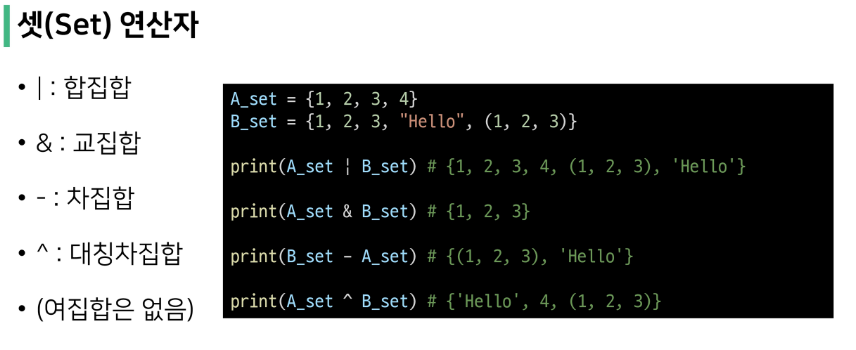 셋(Set) 연산자
• | : 합집합
• & : 교집합
• - : 차집합
• ^ : 대칭차집합
• (여집합은 없음)
A_set = {1, 2, 3, 4}
B_set = {1, 2, 3, "Hello", (1, 2, 3)}
print(A_set | B_set) # {1, 2, 3, 4, (1, 2, 3), 'Hello'}
print(A_set & B_set) # {1, 2, 3}
print(B_set - A_set) # {(1, 2, 3), 'Hello'}
print(A_set ^ B_set) # {'Hello', 4, (1, 2, 3)}